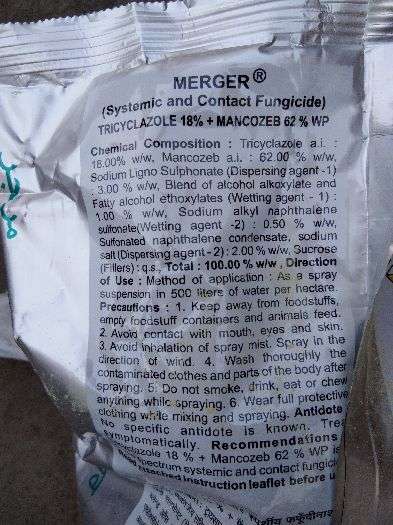 MERGER®
(Systemic and Contact Fungicide)
TRICYCLAZOLE 18% + MANCOZEB 62 % WP
Chemical Composition : Tricyclazole a.i. :
18.00% w/w, Mancozeb a.i. : 62.00 % w/w,
Sodium Ligno Sulphonate (Dispersing agent -1)
: 3.00 % w/w, Blend of alcohol alkoxylate and
Fatty alcohol ethoxylates (Wetting agent - 1) :
1.00 % w/w, Sodium alkyl naphthalene
sulfonate(Wetting agent -2) : 0.50 % w/w,
Sulfonated naphthalene condensate, sodium
salt (Dispersing agent - 2) : 2.00 % w/w, Sucrose
(Fillers) : q.s., Total : 100.00 % w/w , Direction
of Use : Method of application : As a spray
suspension in 500 liters of water per hectare.
Precautions : 1. Keep away from foodstuffs,
empty foodstuff containers and animals feed.
2. Avoid contact with mouth, eyes and skin.
3. Avoid inhalation of spray mist. Spray in the
direction of wind. 4. Wash thoroughly the
contaminated clothes and parts of the body after
spraying. 5. Do not smoke, drink, eat or chew
anything while spraying. 6. Wear full protective
clothing while mixing and spraying. Antidote
No specific antidote is known. Trea
symptomatically. Recommendations
cyclazole 18 % + Mancozeb 62 % WP is
spectrum systemic and contact fungici
attached instruction leaflet before u